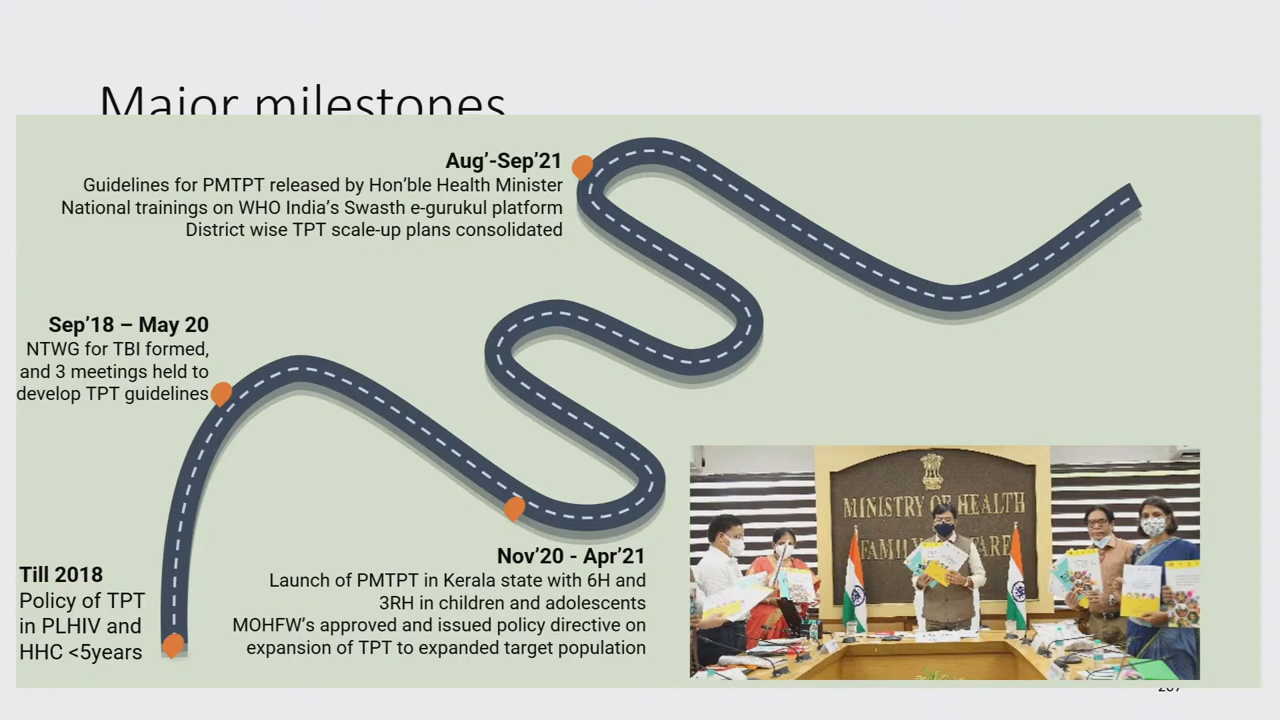 Major milestones
Aug’-Sep’21
Guidelines for PMTPT released by Hon’ble Health Minister
National trainings on WHO India’s Swasth e-gurukul platform
District wise TPT scale-up plans consolidated
Sep’18 – May 20
NTWG for TBI formed,
and 3 meetings held to
develop TPT guidelines
Nov’20 - Apr’21
Launch of PMTPT in Kerala state with 6H and
3RH in children and adolescents
MOHFW’s approved and issued policy directive on
expansion of TPT to expanded target population
Till 2018
Policy of TPT
in PLHIV and
HHC <5years
MINISTRY OF HEALTH
FAMILY WELFARE